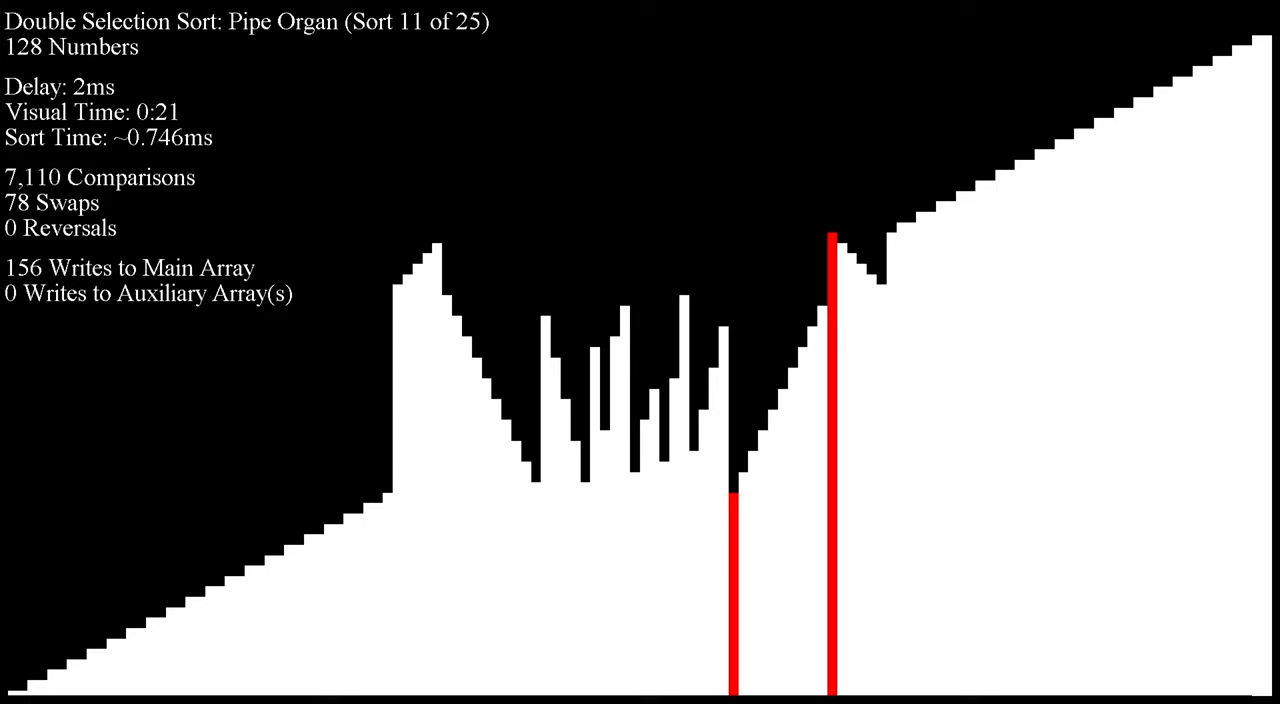 Double Selection Sort: Pipe Organ (Sort 11 of 25)
128 Numbers
Delay: 2ms
Visual Time: 0:21
Sort Time: ~0.746ms
7,110 Comparisons
78 Swaps
0 Reversals
156 Writes to Main Array
0 Writes to Auxiliary Array(s)